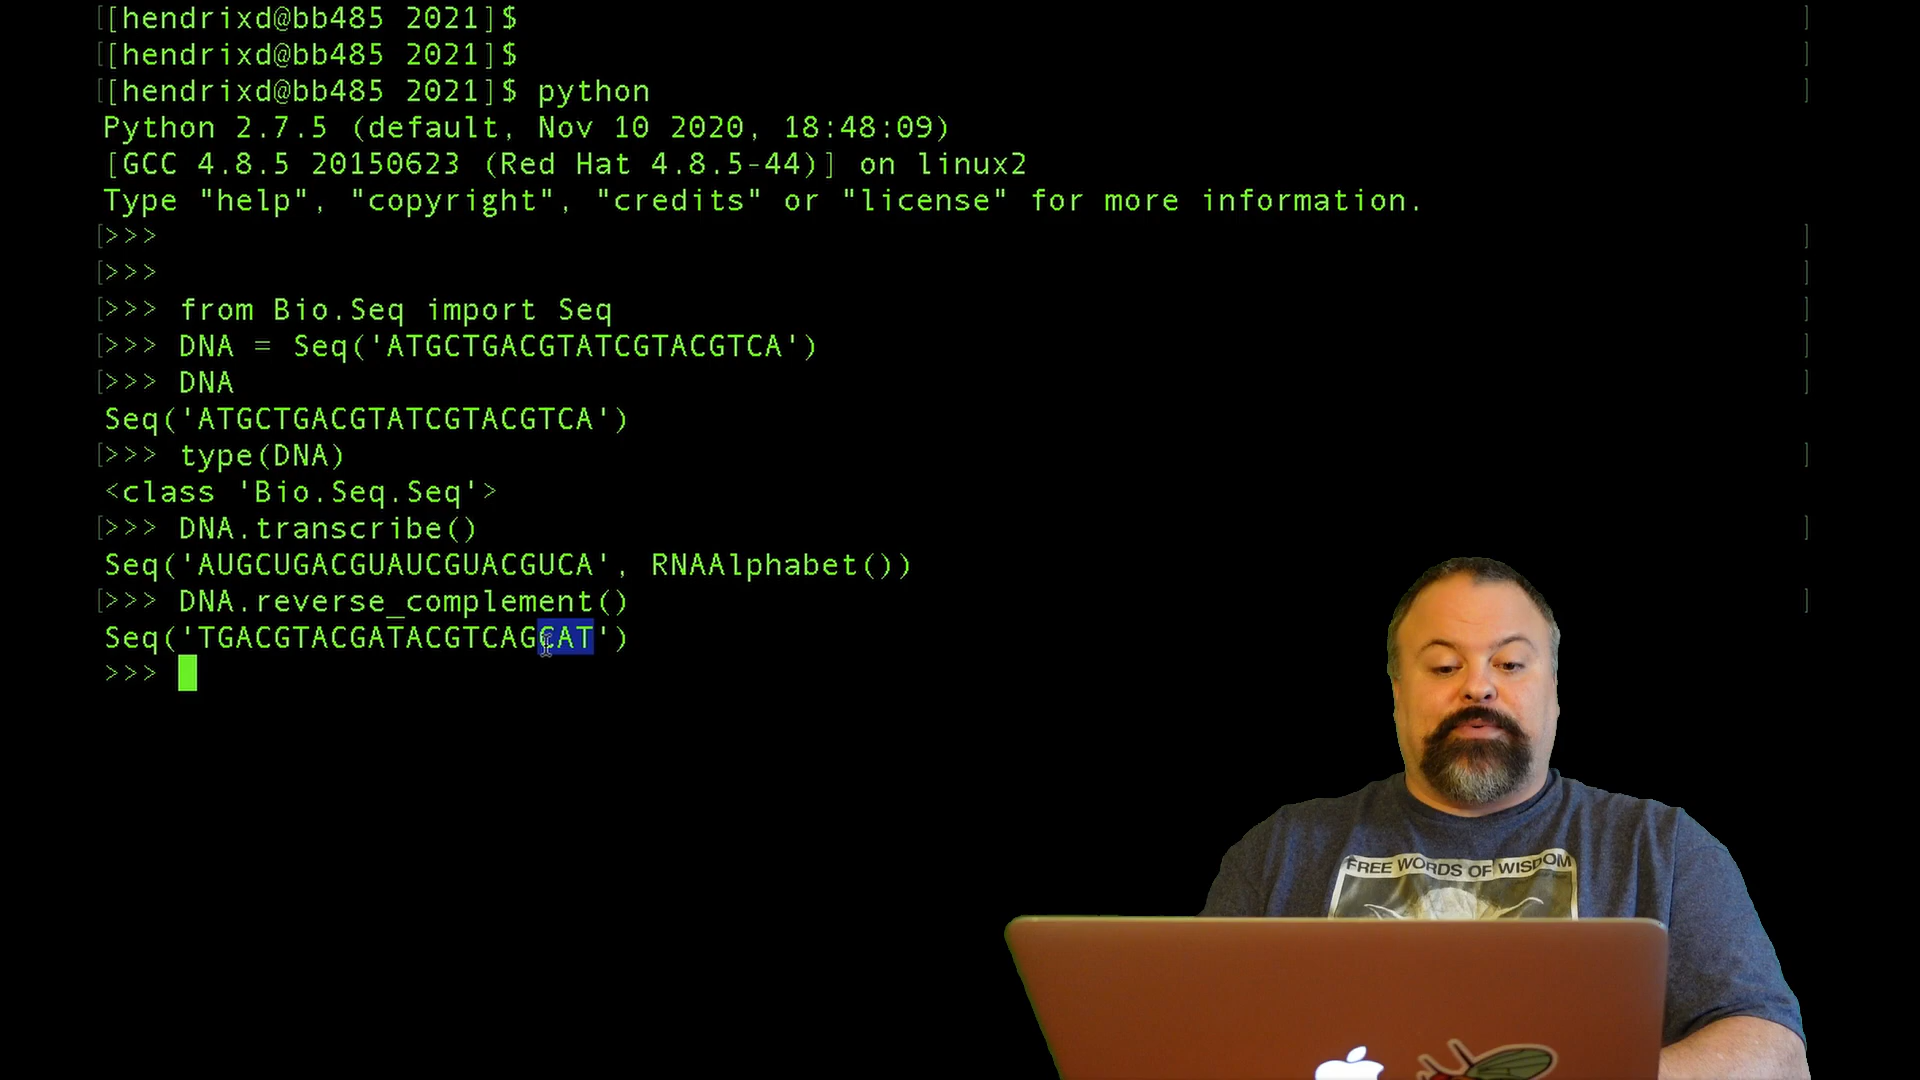 [[hendrixd@bb485 2021]$ ]
[[hendrixd@bb485 2021]$ ]
[[hendrixd@bb485 2021]$ python ]
Python 2.7.5 (default, Nov 10 2020, 18:48:09)
[GCC 4.8.5 20150623 (Red Hat 4.8.5-44)] on linux2
Type "help", "copyright", "credits" or "license" for more information.
[>>> ]
[>>> ]
[>>> from Bio.Seq import Seq ]
[>>> DNA = Seq('ATGCTGACGTATCGTACGTCA') ]
[>>> DNA ]
Seq('ATGCTGACGTATCGTACGTCA')
[>>> type(DNA) ]
<class 'Bio.Seq.Seq'>
[>>> DNA.transcribe() ]
Seq('AUGCUGACGUAUCGUACGUCA', RNAAlphabet())
[>>> DNA.reverse_complement() ]
Seq('TGACGTACGATACGTCAGCAT')
>>>
FREE WORDS OF WISDOM